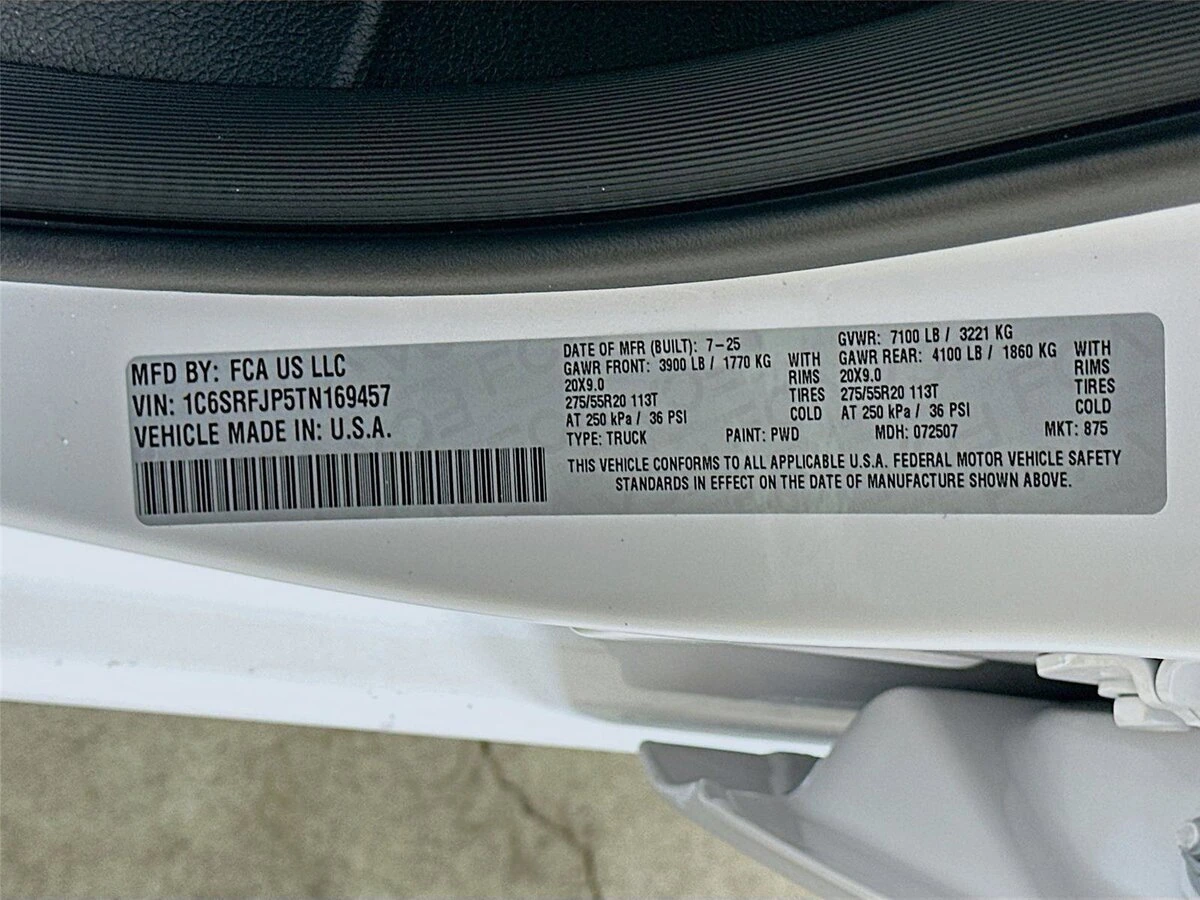 MFD BY: FCA US LLC
VIN: 1C6SRFJP5TN169457
VEHICLE MADE IN: U.S.A.
DATE OF MFR (BUILT): 7-25
GAWR FRONT: 3900 LB / 1770 KG
20X9.0
275/55R20 113T
AT 250 kPa / 36 PSI
WITH
RIMS
TIRES
COLD
GVWR: 7100 LB / 3221 KG
GAWR REAR: 4100 LB / 1860 KG
20X9.0
275/55R20 113T
AT 250 kPa / 36 PSI
WITH
RIMS
TIRES
COLD
TYPE: TRUCK PAINT: PWD MDH: 072507 MKT: 875
THIS VEHICLE CONFORMS TO ALL APPLICABLE U.S.A. FEDERAL MOTOR VEHICLE SAFETY
STANDARDS IN EFFECT ON THE DATE OF MANUFACTURE SHOWN ABOVE.